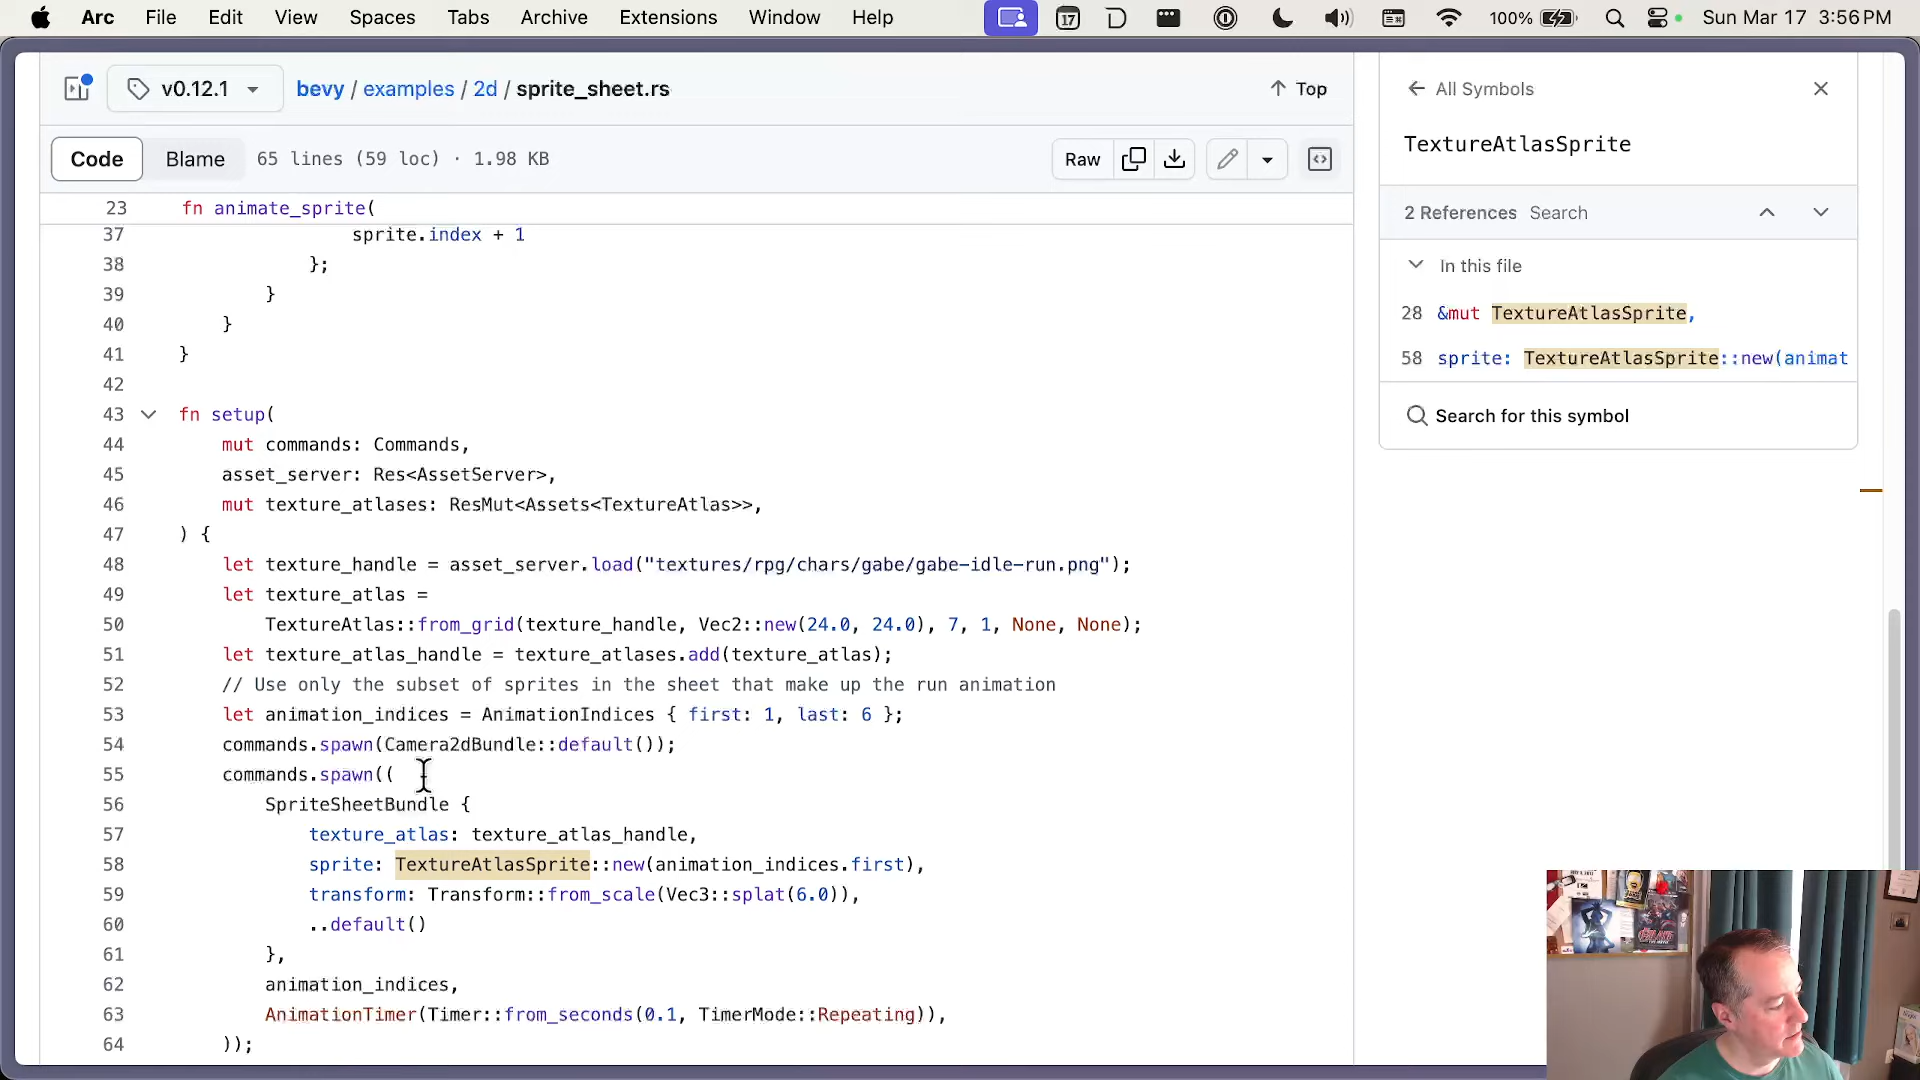 Arc File Edit View Spaces Tabs Archive Extensions Window Help 17 100% Sun Mar 17 3:56 PM
v0.12.1 bevy / examples / 2d / sprite_sheet.rs Top
Code Blame 65 lines (59 loc) · 1.98 KB Raw
23 fn animate_sprite(
37 sprite.index + 1
38 };
39 }
40 }
41 }
42
43 fn setup(
44 mut commands: Commands,
45 asset_server: Res<AssetServer>,
46 mut texture_atlases: ResMut<Assets<TextureAtlas>>,
47 ) {
48 let texture_handle = asset_server.load("textures/rpg/chars/gabe/gabe-idle-run.png");
49 let texture_atlas =
50 TextureAtlas::from_grid(texture_handle, Vec2::new(24.0, 24.0), 7, 1, None, None);
51 let texture_atlas_handle = texture_atlases.add(texture_atlas);
52 // Use only the subset of sprites in the sheet that make up the run animation
53 let animation_indices = AnimationIndices { first: 1, last: 6 };
54 commands.spawn(Camera2dBundle::default());
55 commands.spawn((
56 SpriteSheetBundle {
57 texture_atlas: texture_atlas_handle,
58 sprite: TextureAtlasSprite::new(animation_indices.first),
59 transform: Transform::from_scale(Vec3::splat(6.0)),
60 ..default()
61 },
62 animation_indices,
63 AnimationTimer(Timer::from_seconds(0.1, TimerMode::Repeating)),
64 ));
All Symbols
TextureAtlasSprite
2 References Search
In this file
28 &mut TextureAtlasSprite,
58 sprite: TextureAtlasSprite::new(animat
Search for this symbol